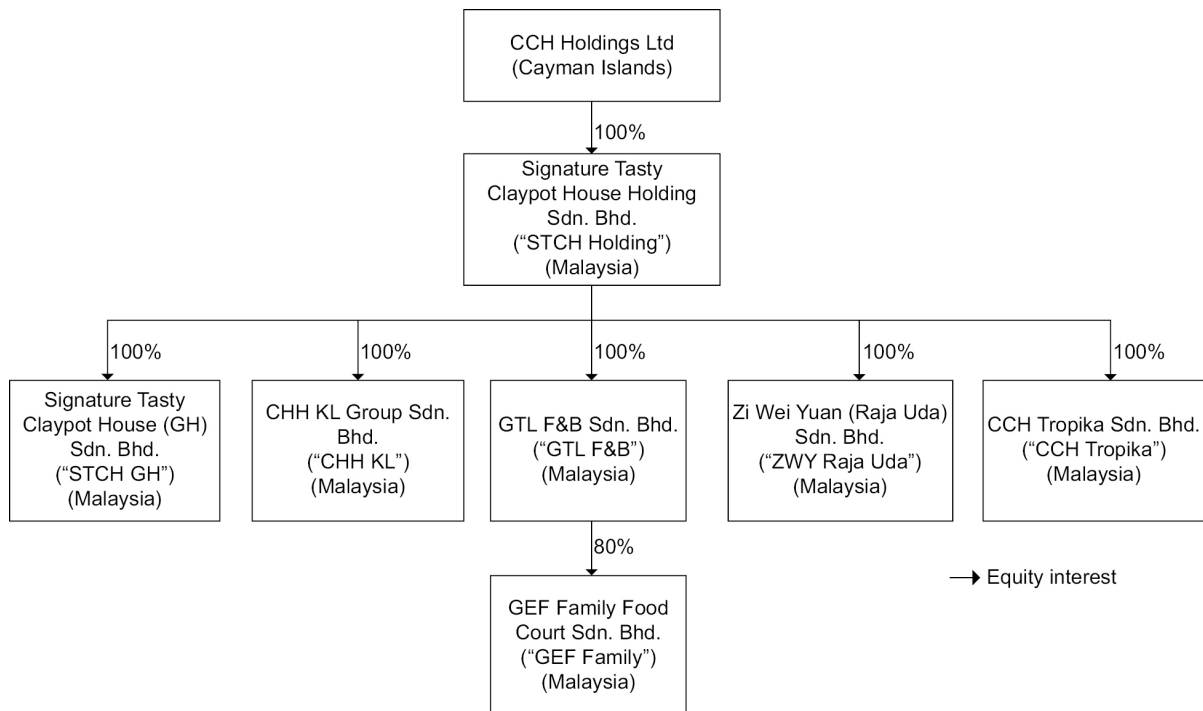 CCH Holdings Ltd
(Cayman Islands)
100%
Signature Tasty
Claypot House Holding
Sdn. Bhd.
(“STCH Holding”)
(Malaysia)
100%
100%
100%
100%
100%
Signature Tasty
Claypot House (GH)
Sdn. Bhd.
(“STCH GH”)
(Malaysia)
CHH KL Group Sdn.
Bhd.
(“CHH KL”)
(Malaysia)
GTL F&B Sdn. Bhd.
(“GTL F&B”)
(Malaysia)
Zi Wei Yuan (Raja Uda)
Sdn. Bhd.
(“ZWY Raja Uda”)
(Malaysia)
CCH Tropika Sdn. Bhd.
(“CCH Tropika”)
(Malaysia)
80%
GEF Family Food
Court Sdn. Bhd.
(“GEF Family”)
(Malaysia)
Equity interest